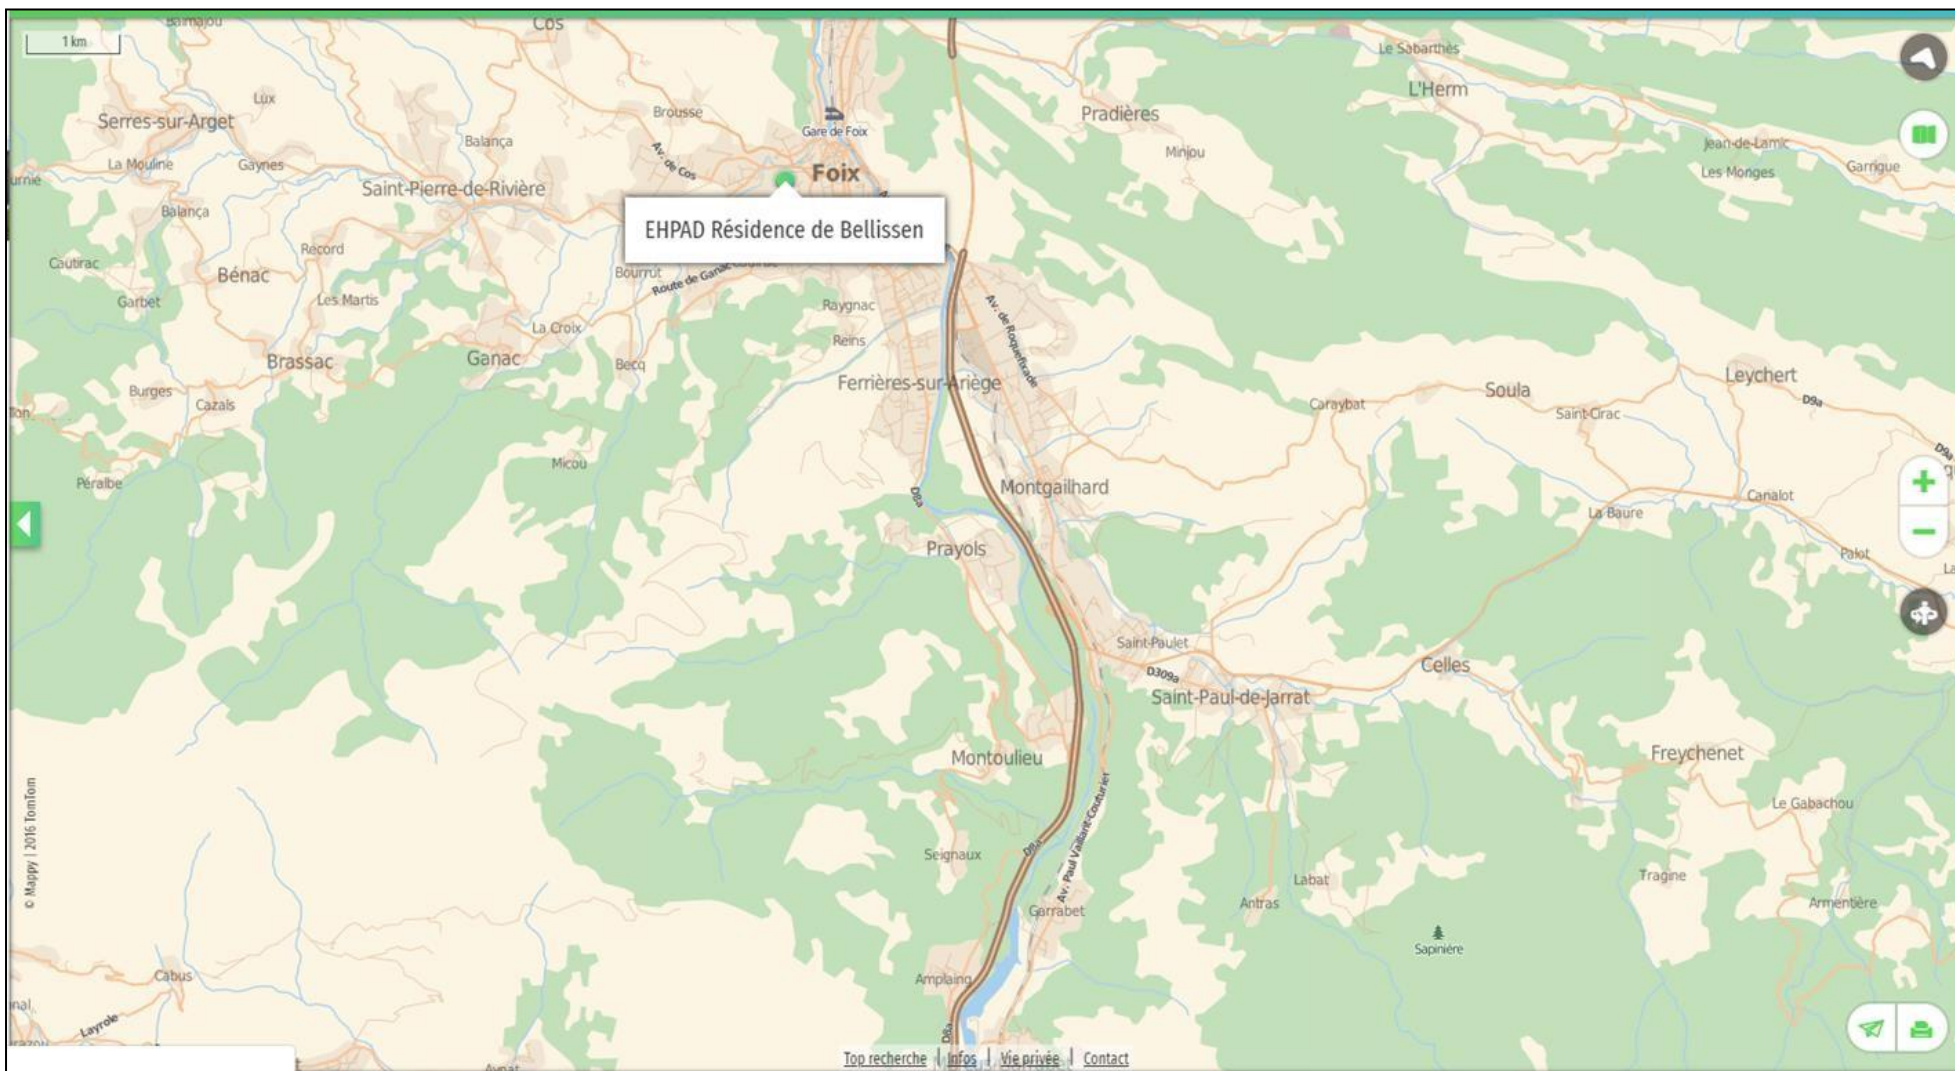 Balmajou
Cos
1 km
Le Sabarthès
Lux
L'Herm
Serres-sur-Arget
Brousse
Pradières
Gare de Foix
Balança
Jean-de-Lamic
La Mouline
Gaynes
Av. de Cos
Minjou
Garrigue
Foix
Les Monges
Saint-Pierre-de-Rivière
Balança
EHPAD Résidence de Bellissen
Record
Cautirac
Bénac
Bourrut
Route de Ganac
Garbet
Les Martis
Raygnac
Av. de Roquefixade
La Croix
Reins
Brassac
Ganac
Becq
Leychert
Ferrières-sur-Ariège
Soula
Burges
Cazals
Caraybat
Saint-Cirac
D9a
D9a
Micou
Péralbe
Montgailhard
D8a
Canalot
La Baure
Prayols
Palot
Saint-Paulet
Celles
D309a
Saint-Paul-de-Jarrat
Montoulieu
Freychenet
Le Gabachou
© Mappy | 2016 TomTom
Av. Paul Vaillant-Couturier
D8a
Seignaux
Labat
Tragine
Antras
Armentière
Garrabet
Sapinière
Cabus
Amplaing
Layrole
D8a
Top recherche | Infos | Vie privée | Contact